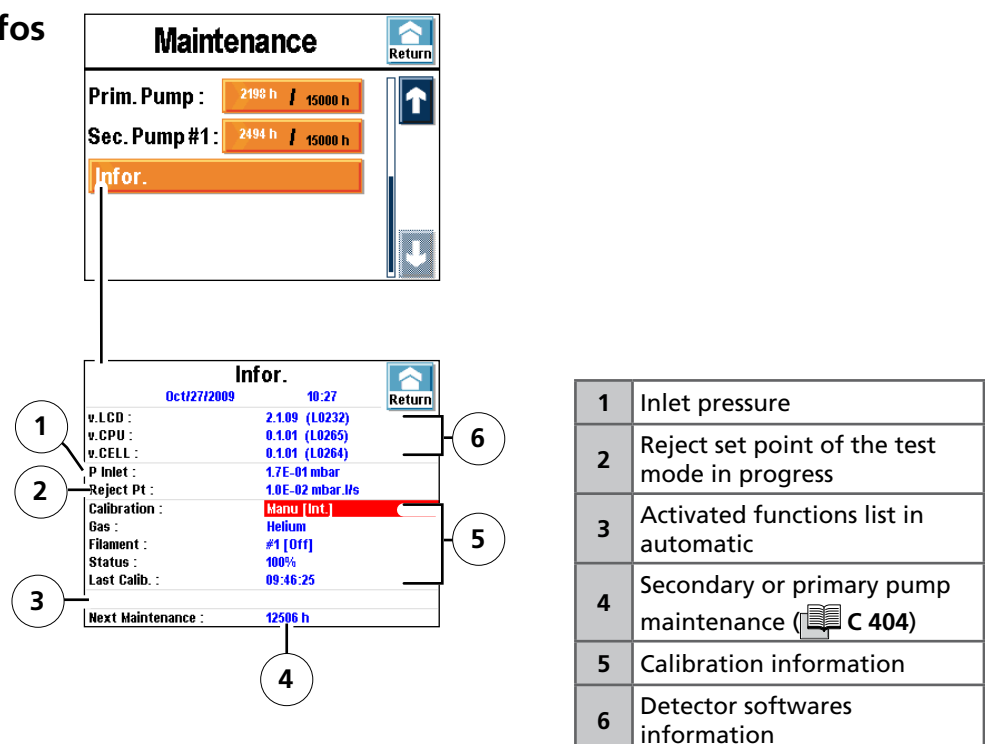 fos
Maintenance
Return
Prim. Pump : 2198 h / 15000 h
Sec. Pump #1: 2494 h / 15000 h
Infor.
Infor.
Oct/27/2009 10:27
Return
v.LCD : 2.1.09 (L0232)
v.CPU : 0.1.01 (L0265)
v.CELL : 0.1.01 (L0264)
P Inlet : 1.7E-01 mbar
Reject Pt : 1.0E-02 mbar.l/s
Calibration : Manu [Int.]
Gas : Helium
Filament : #1 [Off]
Status : 100%
Last Calib. : 09:46:25
Next Maintenance : 12506 h
1
2
3
4
5
6
1 Inlet pressure
2 Reject set point of the test
mode in progress
3 Activated functions list in
automatic
4 Secondary or primary pump
maintenance ( C 404)
5 Calibration information
6 Detector softwares
information